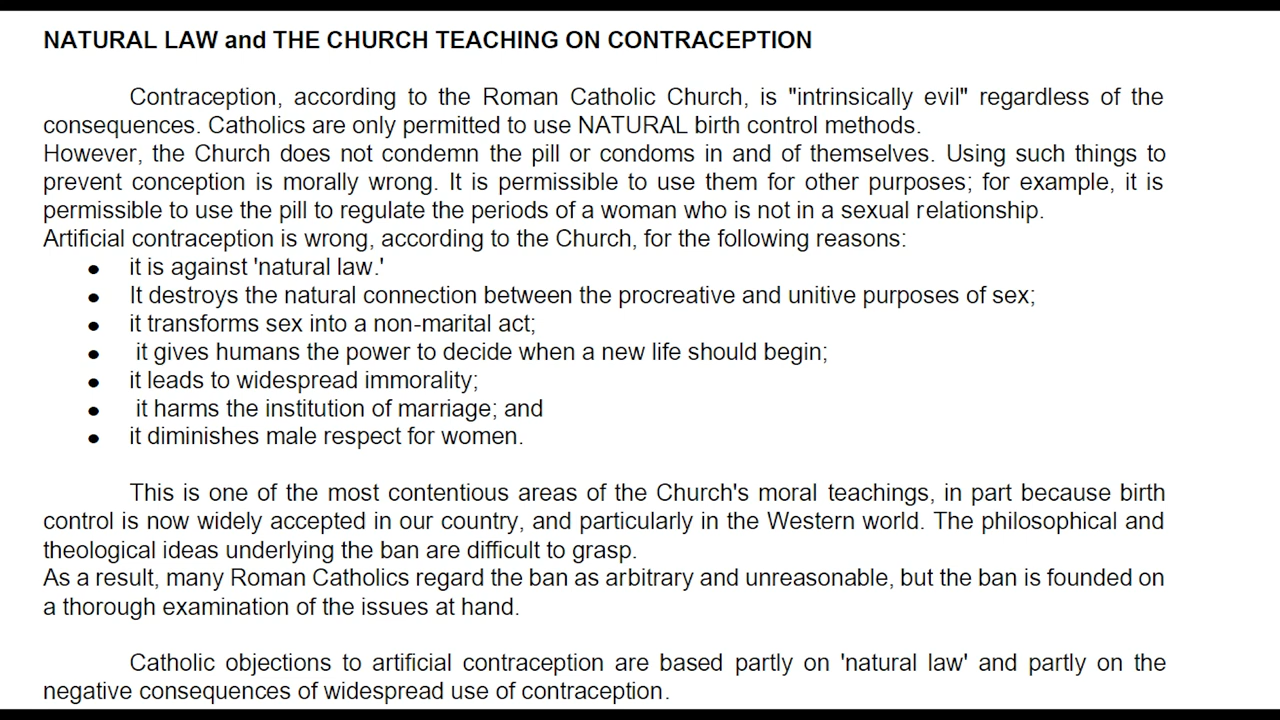 NATURAL LAW and THE CHURCH TEACHING ON CONTRACEPTION
Contraception, according to the Roman Catholic Church, is "intrinsically evil" regardless of the
consequences. Catholics are only permitted to use NATURAL birth control methods.
However, the Church does not condemn the pill or condoms in and of themselves. Using such things to
prevent conception is morally wrong. It is permissible to use them for other purposes; for example, it is
permissible to use the pill to regulate the periods of a woman who is not in a sexual relationship.
Artificial contraception is wrong, according to the Church, for the following reasons:
● it is against 'natural law.'
● It destroys the natural connection between the procreative and unitive purposes of sex;
● it transforms sex into a non-marital act;
● it gives humans the power to decide when a new life should begin;
● it leads to widespread immorality;
● it harms the institution of marriage; and
● it diminishes male respect for women.
This is one of the most contentious areas of the Church's moral teachings, in part because birth
control is now widely accepted in our country, and particularly in the Western world. The philosophical and
theological ideas underlying the ban are difficult to grasp.
As a result, many Roman Catholics regard the ban as arbitrary and unreasonable, but the ban is founded on
a thorough examination of the issues at hand.
Catholic objections to artificial contraception are based partly on 'natural law' and partly on the
negative consequences of widespread use of contraception.